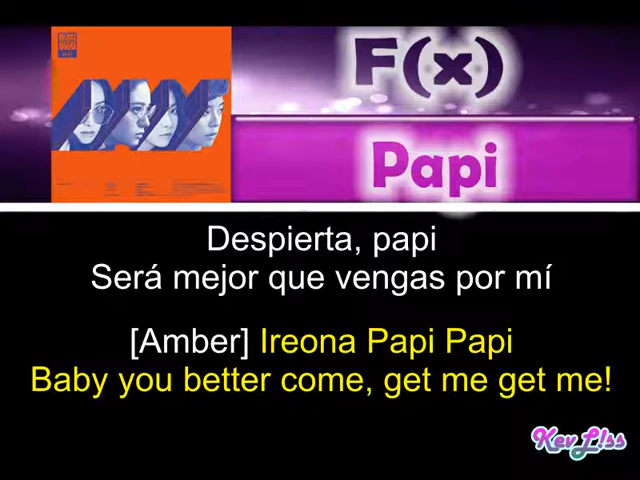 F(x)
Papi
Despierta, papi
Será mejor que vengas por mí
[Amber] Ireona Papi Papi
Baby you better come, get me get me!
KevL!ss